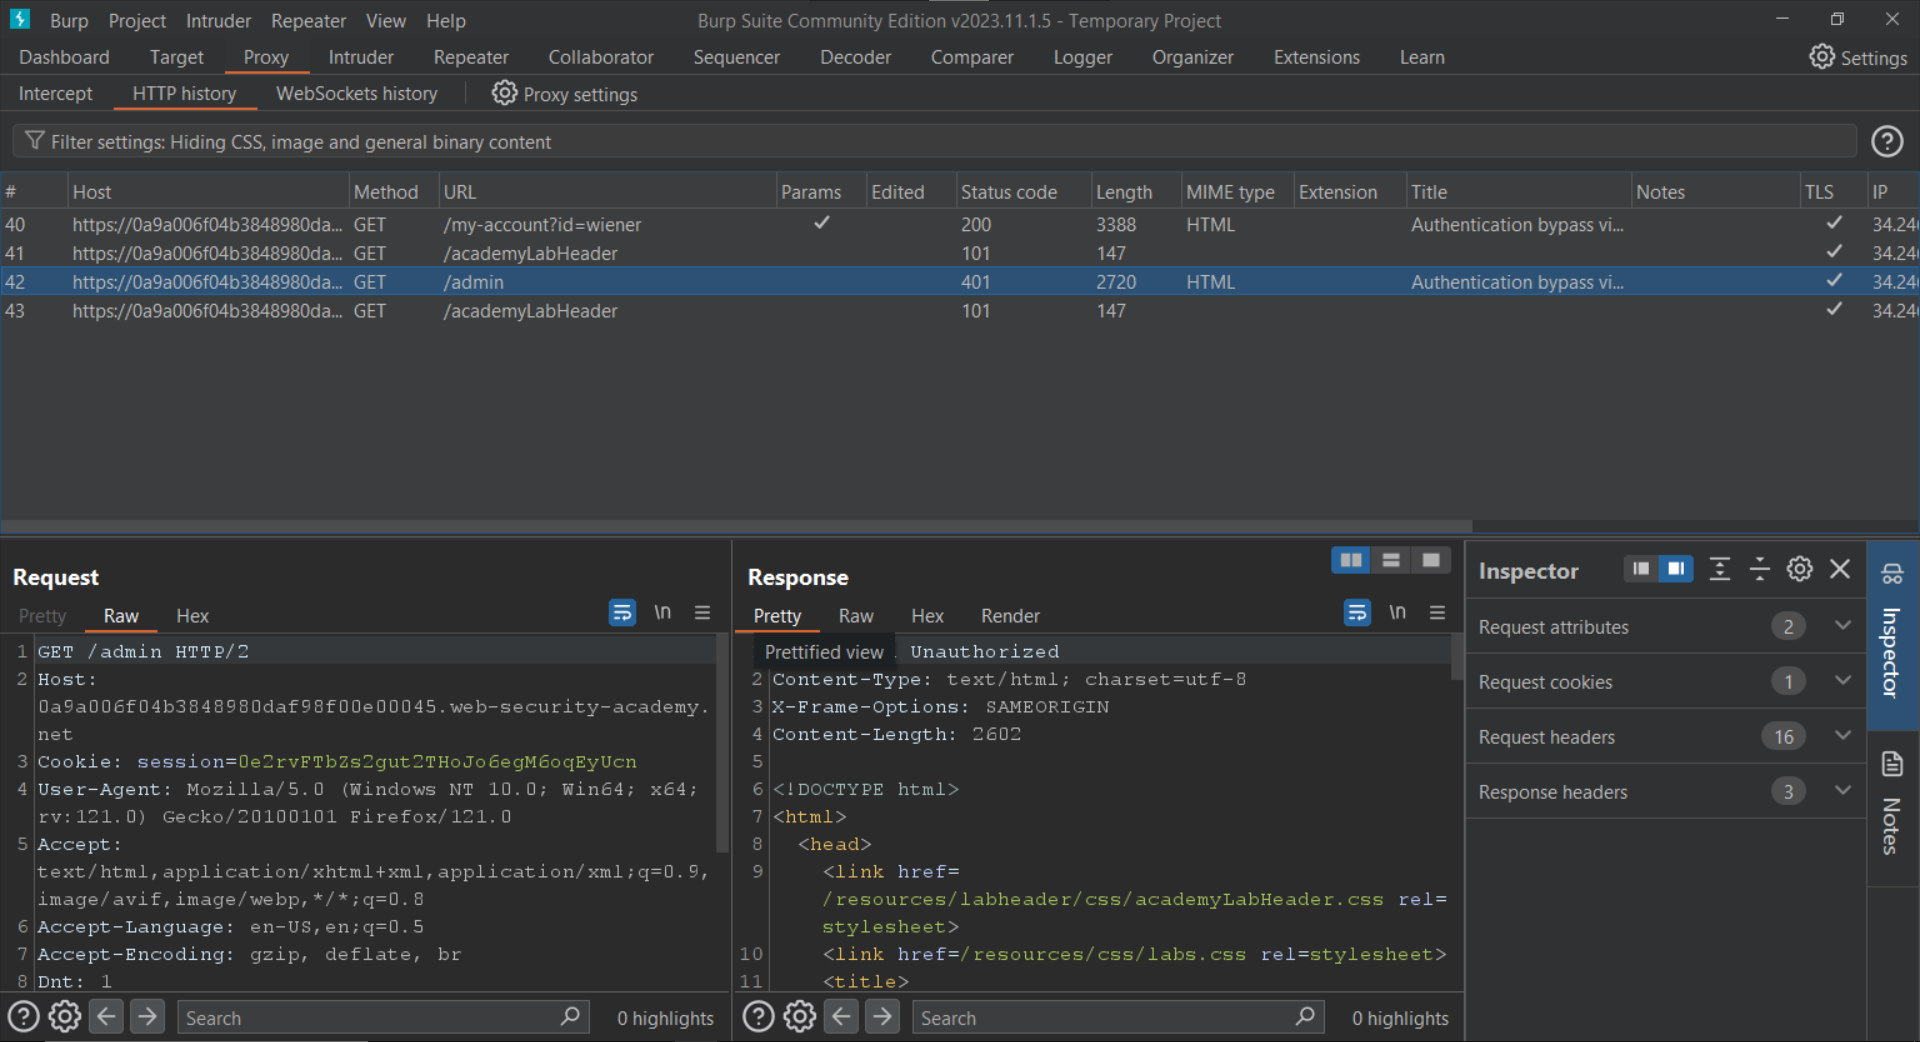 Burp Project Intruder Repeater View Help Burp Suite Community Edition v2023.11.1.5 - Temporary Project
Dashboard Target Proxy Intruder Repeater Collaborator Sequencer Decoder Comparer Logger Organizer Extensions Learn Settings
Intercept HTTP history WebSockets history Proxy settings
Filter settings: Hiding CSS, image and general binary content
# Host Method URL Params Edited Status code Length MIME type Extension Title Notes TLS IP
40 https://0a9a006f04b3848980da... GET /my-account?id=wiener ✓ 200 3388 HTML Authentication bypass vi... ✓ 34.24
41 https://0a9a006f04b3848980da... GET /academyLabHeader 101 147 ✓ 34.24
42 https://0a9a006f04b3848980da... GET /admin 401 2720 HTML Authentication bypass vi... ✓ 34.24
43 https://0a9a006f04b3848980da... GET /academyLabHeader 101 147 ✓ 34.24
Request
Pretty Raw Hex \n
1 GET /admin HTTP/2
2 Host:
0a9a006f04b3848980daf98f00e00045.web-security-academy.
net
3 Cookie: session=0e2rvFTbZs2gut2THoJo6egM6oqEyUcn
4 User-Agent: Mozilla/5.0 (Windows NT 10.0; Win64; x64;
rv:121.0) Gecko/20100101 Firefox/121.0
5 Accept:
text/html,application/xhtml+xml,application/xml;q=0.9,
image/avif,image/webp,*/*;q=0.8
6 Accept-Language: en-US,en;q=0.5
7 Accept-Encoding: gzip, deflate, br
8 Dnt: 1
Search 0 highlights
Response
Pretty Raw Hex Render \n
Prettified view Unauthorized
2 Content-Type: text/html; charset=utf-8
3 X-Frame-Options: SAMEORIGIN
4 Content-Length: 2602
5
6 <!DOCTYPE html>
7 <html>
8 <head>
9 <link href=
/resources/labheader/css/academyLabHeader.css rel=
stylesheet>
10 <link href=/resources/css/labs.css rel=stylesheet>
11 <title>
Search 0 highlights
Inspector
Request attributes 2
Request cookies 1
Request headers 16
Response headers 3
Inspector
Notes